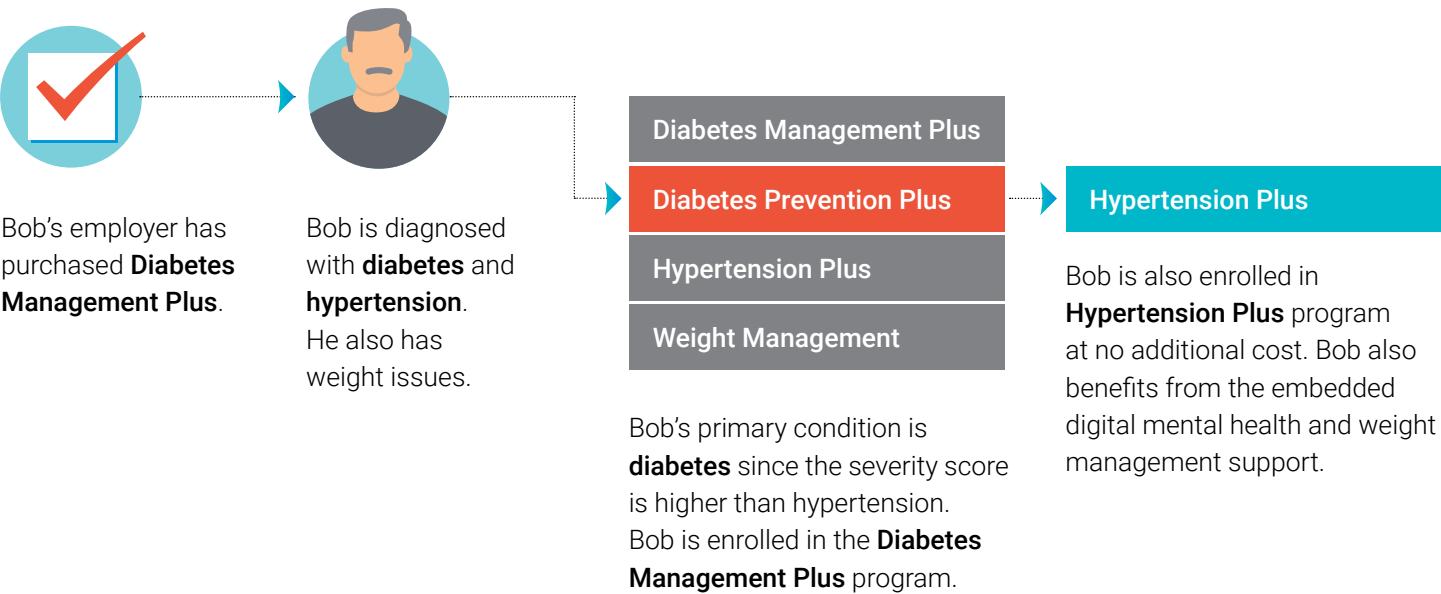 Bob’s employer has
purchased Diabetes
Management Plus.
Bob is diagnosed
with diabetes and
hypertension.
He also has
weight issues.
Diabetes Management Plus
Diabetes Prevention Plus
Hypertension Plus
Weight Management
Bob’s primary condition is
diabetes since the severity score
is higher than hypertension.
Bob is enrolled in the Diabetes
Management Plus program.
Hypertension Plus
Bob is also enrolled in
Hypertension Plus program
at no additional cost. Bob also
benefits from the embedded
digital mental health and weight
management support.